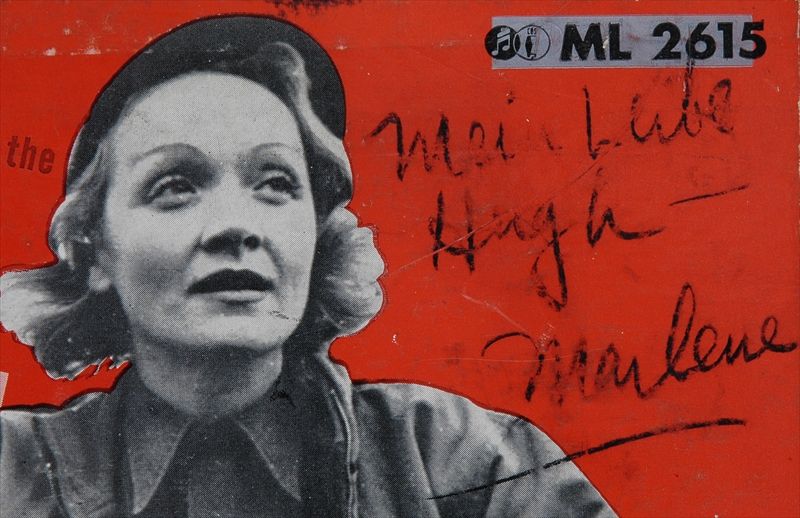 ML 2615
the
Mein Liebe
Hugh —
Marlene